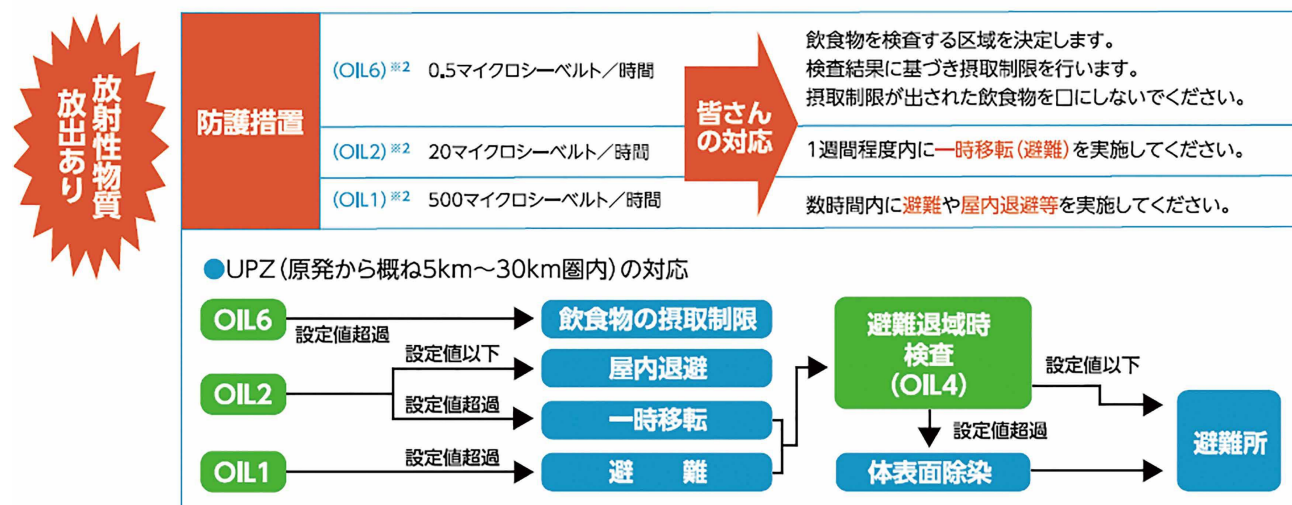 放射性物質
放出あり
防護措置
(OIL6)※2 0.5マイクロシーベルト／時間
(OIL2)※2 20マイクロシーベルト／時間
(OIL1)※2 500マイクロシーベルト／時間
皆さん
の対応
飲食物を検査する区域を決定します。
検査結果に基づき摂取制限を行います。
摂取制限が出された飲食物を口にしないでください。
1週間程度内に一時移転(避難)を実施してください。
数時間内に避難や屋内退避等を実施してください。
●UPZ(原発から概ね5km〜30km圏内)の対応
OIL6
設定値超過
飲食物の摂取制限
OIL2
設定値以下
屋内退避
設定値超過
一時移転
OIL1
設定値超過
避 難
避難退域時
検査
(OIL4)
設定値以下
設定値超過
体表面除染
避難所